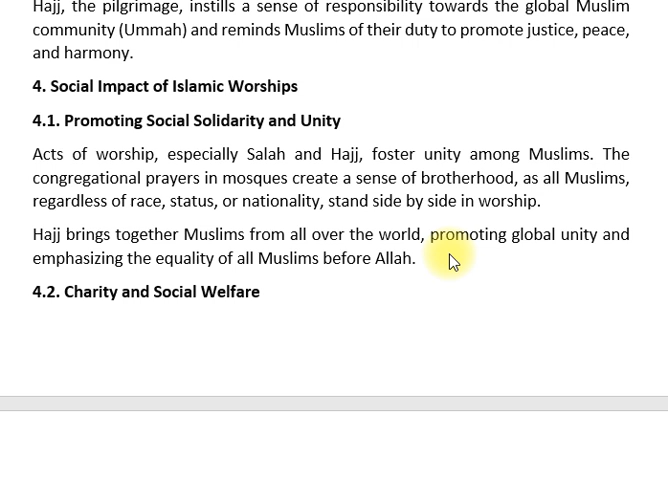 Hajj, the pilgrimage, instills a sense of responsibility towards the global Muslim
community (Ummah) and reminds Muslims of their duty to promote justice, peace,
and harmony.
4. Social Impact of Islamic Worships
4.1. Promoting Social Solidarity and Unity
Acts of worship, especially Salah and Hajj, foster unity among Muslims. The
congregational prayers in mosques create a sense of brotherhood, as all Muslims,
regardless of race, status, or nationality, stand side by side in worship.
Hajj brings together Muslims from all over the world, promoting global unity and
emphasizing the equality of all Muslims before Allah.
4.2. Charity and Social Welfare